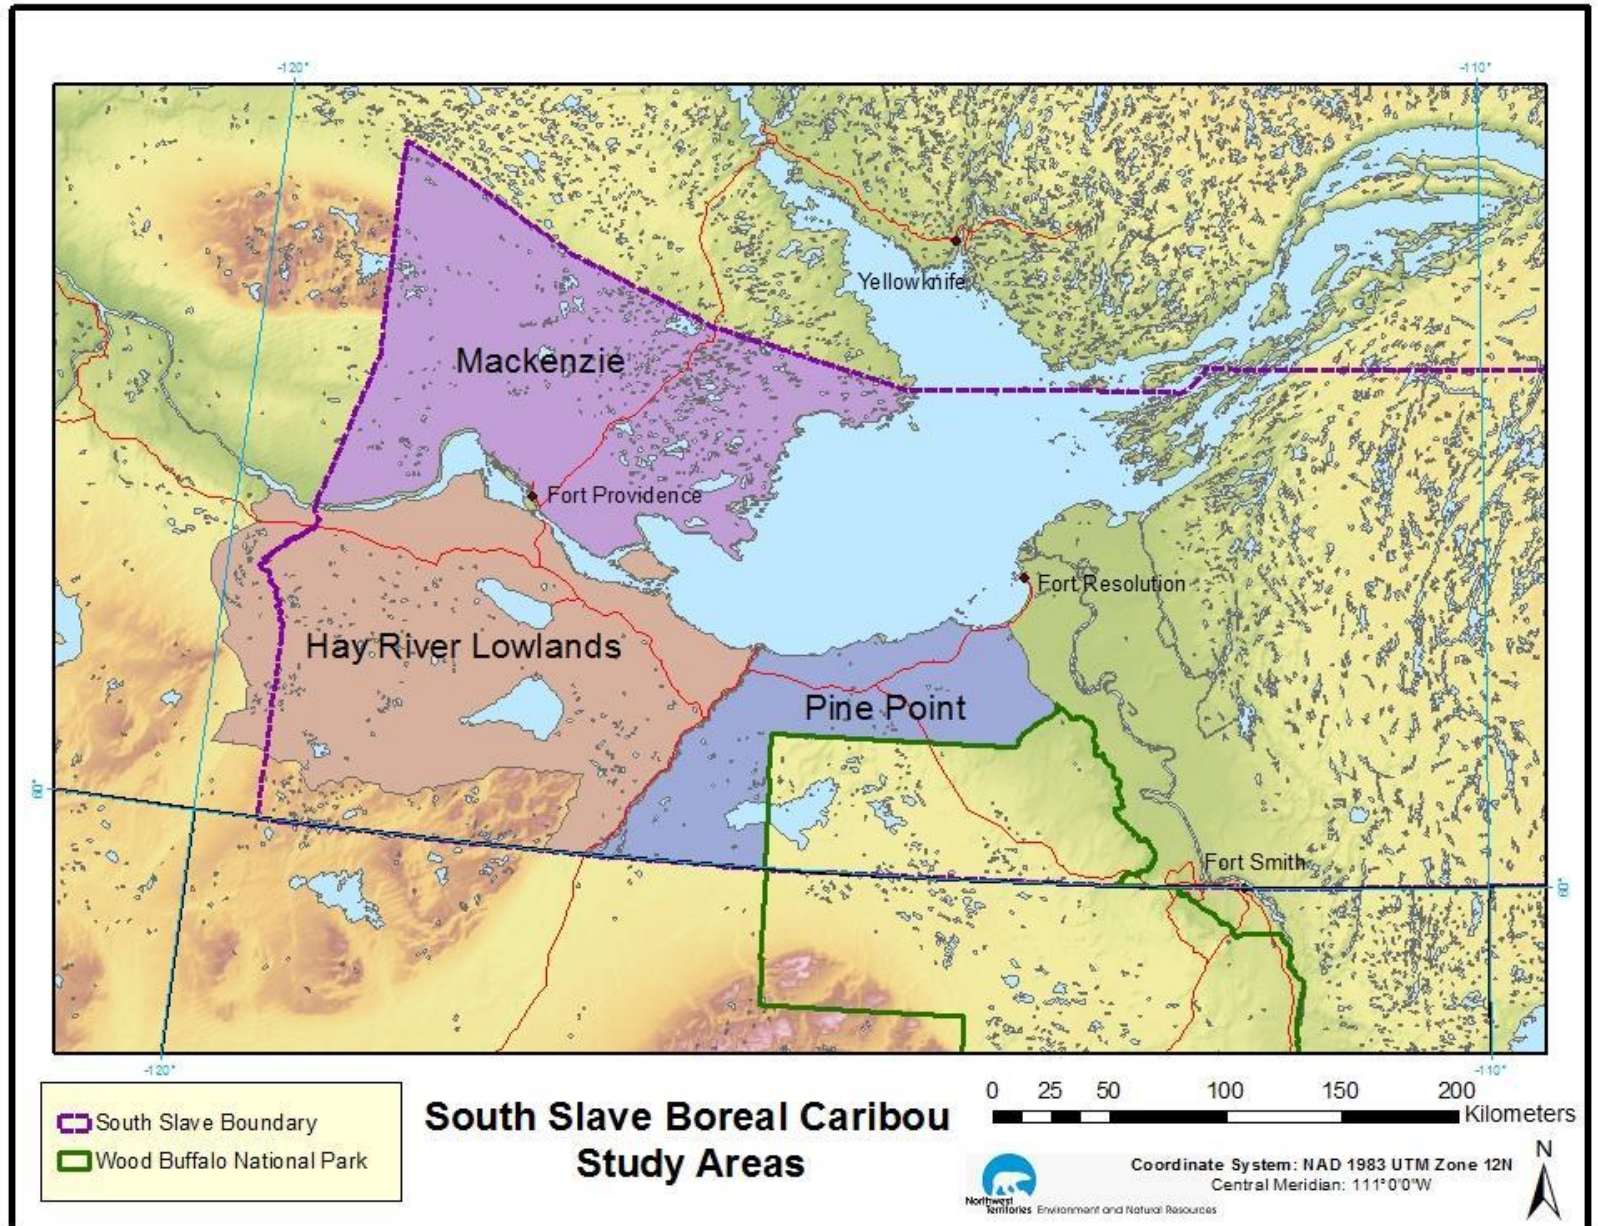 -120°
-110°
Yellowknife
Mackenzie
Fort Providence
Fort Resolution
Hay River Lowlands
Pine Point
60°
Fort Smith
60°
-120°
-110°
South Slave Boundary
Wood Buffalo National Park
South Slave Boreal Caribou
Study Areas
0 25 50 100 150 200
Kilometers
N
Coordinate System: NAD 1983 UTM Zone 12N
Central Meridian: 111°0'0"W
Northwest
Territories Environment and Natural Resources